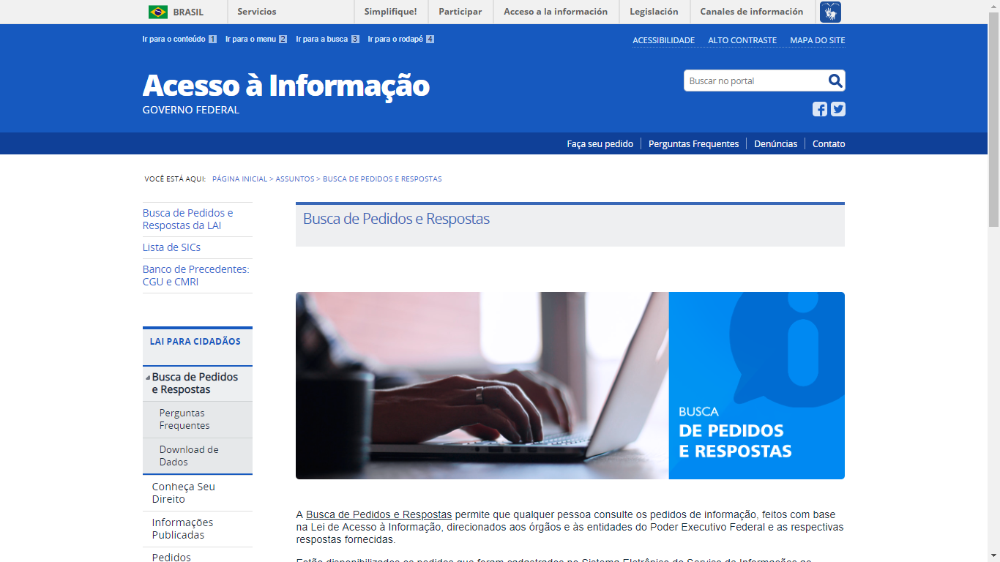 BRASIL
Servicios
Simplifique!
Participar
Acceso a la información
Legislación
Canales de información
Ir para o conteúdo 1
Ir para o menu 2
Ir para a busca 3
Ir para o rodapé 4
ACESSIBILIDADE
ALTO CONTRASTE
MAPA DO SITE
Acesso à Informação
GOVERNO FEDERAL
Buscar no portal
Faça seu pedido
Perguntas Frequentes
Denúncias
Contato
VOCÊ ESTÁ AQUI: PÁGINA INICIAL > ASSUNTOS > BUSCA DE PEDIDOS E RESPOSTAS
Busca de Pedidos e
Respostas da LAI
Lista de SICs
Banco de Precedentes:
CGU e CMRI
LAI PARA CIDADÃOS
Busca de Pedidos
e Respostas
Perguntas
Frequentes
Download de
Dados
Conheça Seu
Direito
Informações
Publicadas
Pedidos
Busca de Pedidos e Respostas
BUSCA
DE PEDIDOS
E RESPOSTAS
A Busca de Pedidos e Respostas permite que qualquer pessoa consulte os pedidos de informação, feitos com base
na Lei de Acesso à Informação, direcionados aos órgãos e às entidades do Poder Executivo Federal e as respectivas
respostas fornecidas.
Estão disponibilizados os pedidos que foram cadastrados no Sistema Eletrônico do Serviço de Informações ao